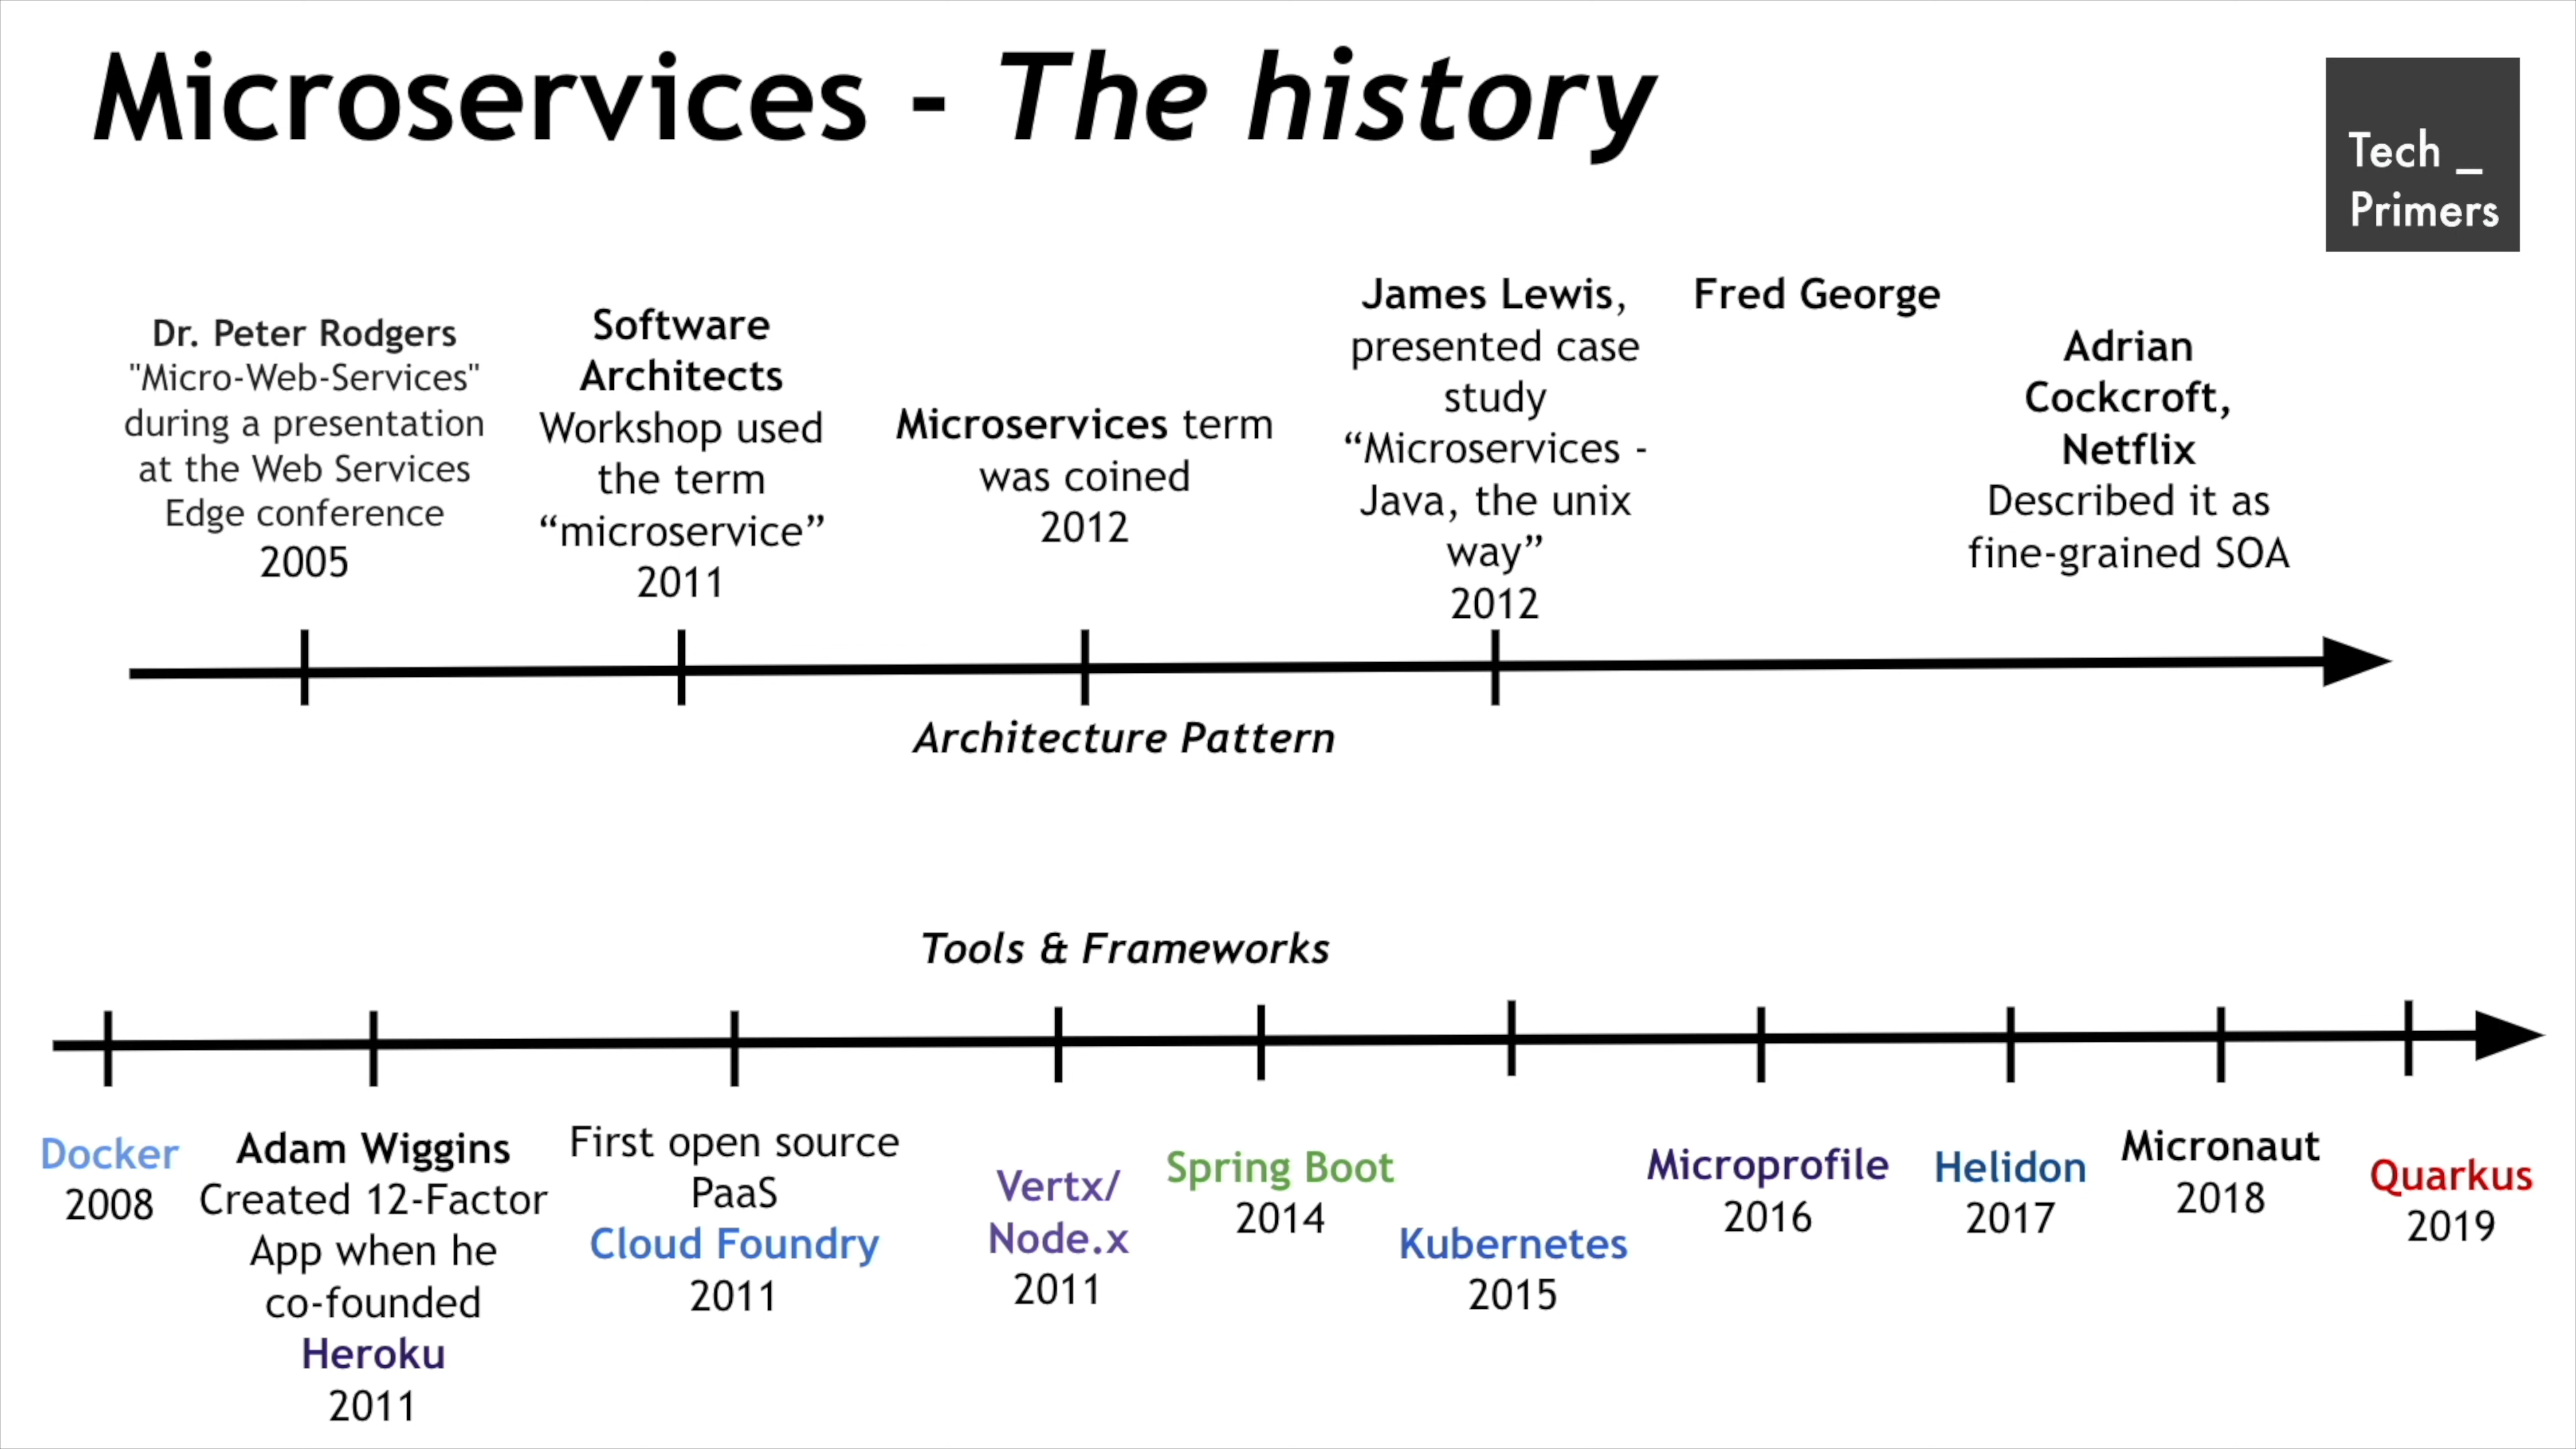 Microservices - The history
Tech _
Primers
Dr. Peter Rodgers
"Micro-Web-Services"
during a presentation
at the Web Services
Edge conference
2005
Software
Architects
Workshop used
the term
“microservice”
2011
Microservices term
was coined
2012
James Lewis,
presented case
study
“Microservices -
Java, the unix
way”
2012
Fred George
Adrian
Cockcroft,
Netflix
Described it as
fine-grained SOA
Architecture Pattern
Tools & Frameworks
Docker
2008
Adam Wiggins
Created 12-Factor
App when he
co-founded
Heroku
2011
First open source
PaaS
Cloud Foundry
2011
Vertx/
Node.x
2011
Spring Boot
2014
Kubernetes
2015
Microprofile
2016
Helidon
2017
Micronaut
2018
Quarkus
2019